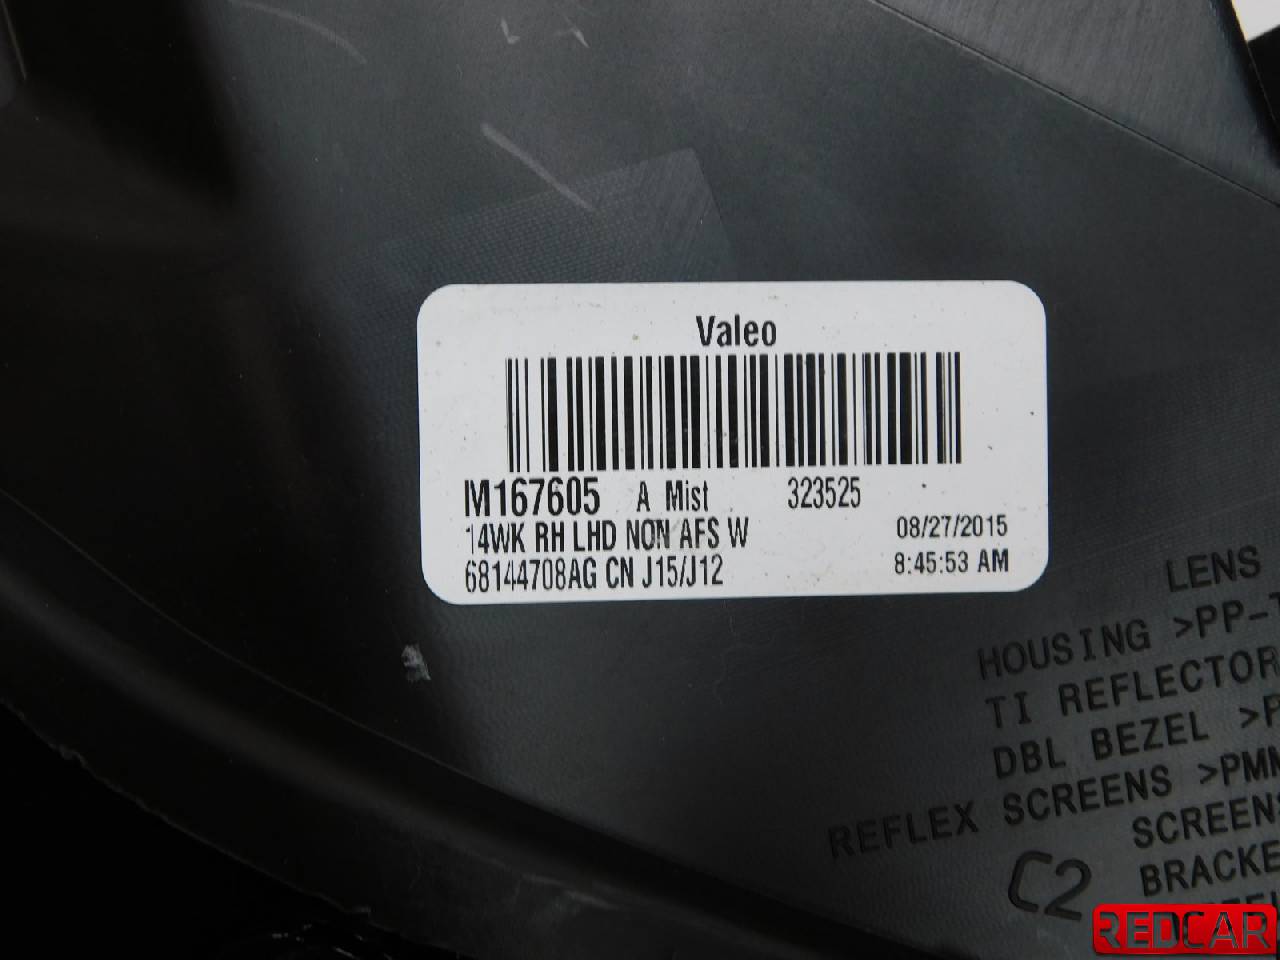 Valeo
M167605 A Mist 323525
14WK RH LHD NON AFS W 08/27/2015
68144708AG CN J15/J12 8:45:53 AM
LENS
HOUSING >PP-T
TI REFLECTOR
DBL BEZEL >P
REFLEX SCREENS >PMM
SCREENS
BRACKE
C2
REDCAR